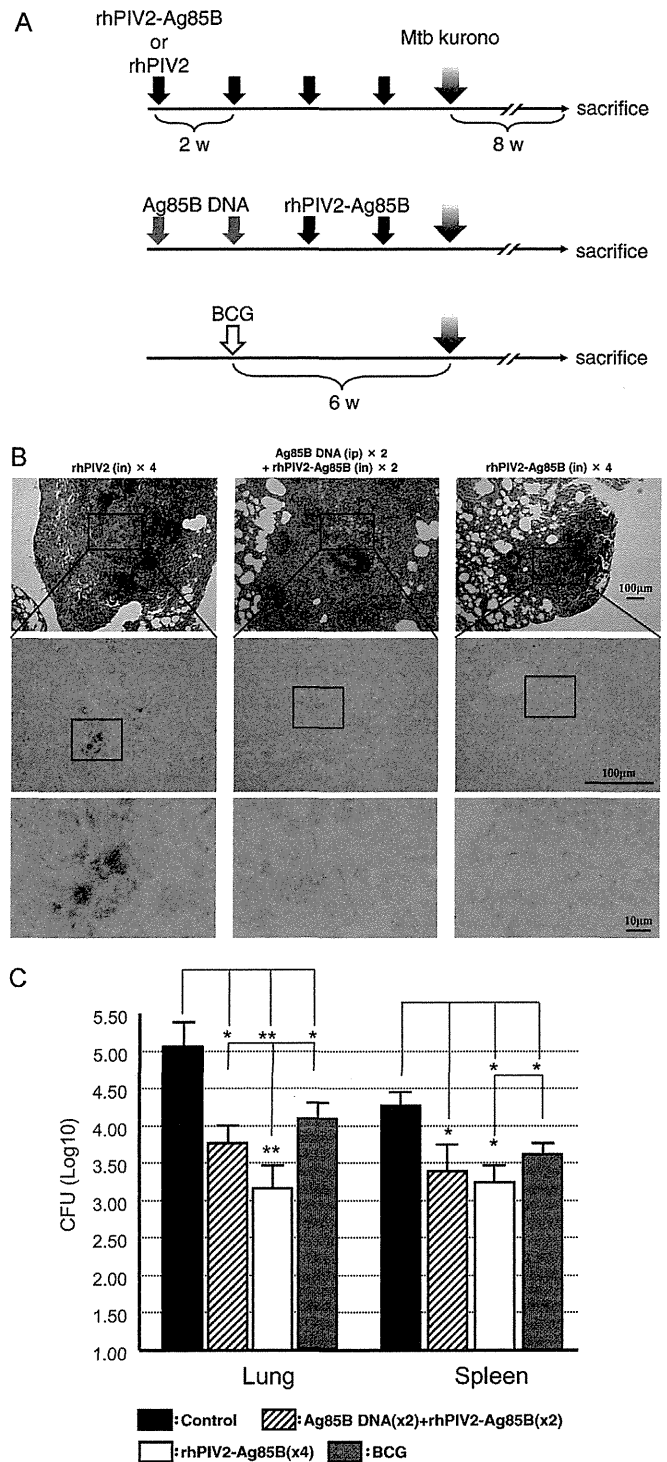 A
rhPIV2-Ag85B
or
rhPIV2
Mtb kurono
sacrifice
2 w
8 w
Ag85B DNA
rhPIV2-Ag85B
sacrifice
BCG
sacrifice
6 w
B
rhPIV2 (in) × 4
Ag85B DNA (ip) × 2
+ rhPIV2-Ag85B (in) × 2
rhPIV2-Ag85B (in) × 4
100μm
100μm
10μm
C
CFU (Log10)
5.50
5.00
4.50
4.00
3.50
3.00
2.50
2.00
1.50
1.00
* ** *
**
*
* *
* *
Lung
Spleen
:Control
:Ag85B DNA(x2)+rhPIV2-Ag85B(x2)
:rhPIV2-Ag85B(x4)
:BCG